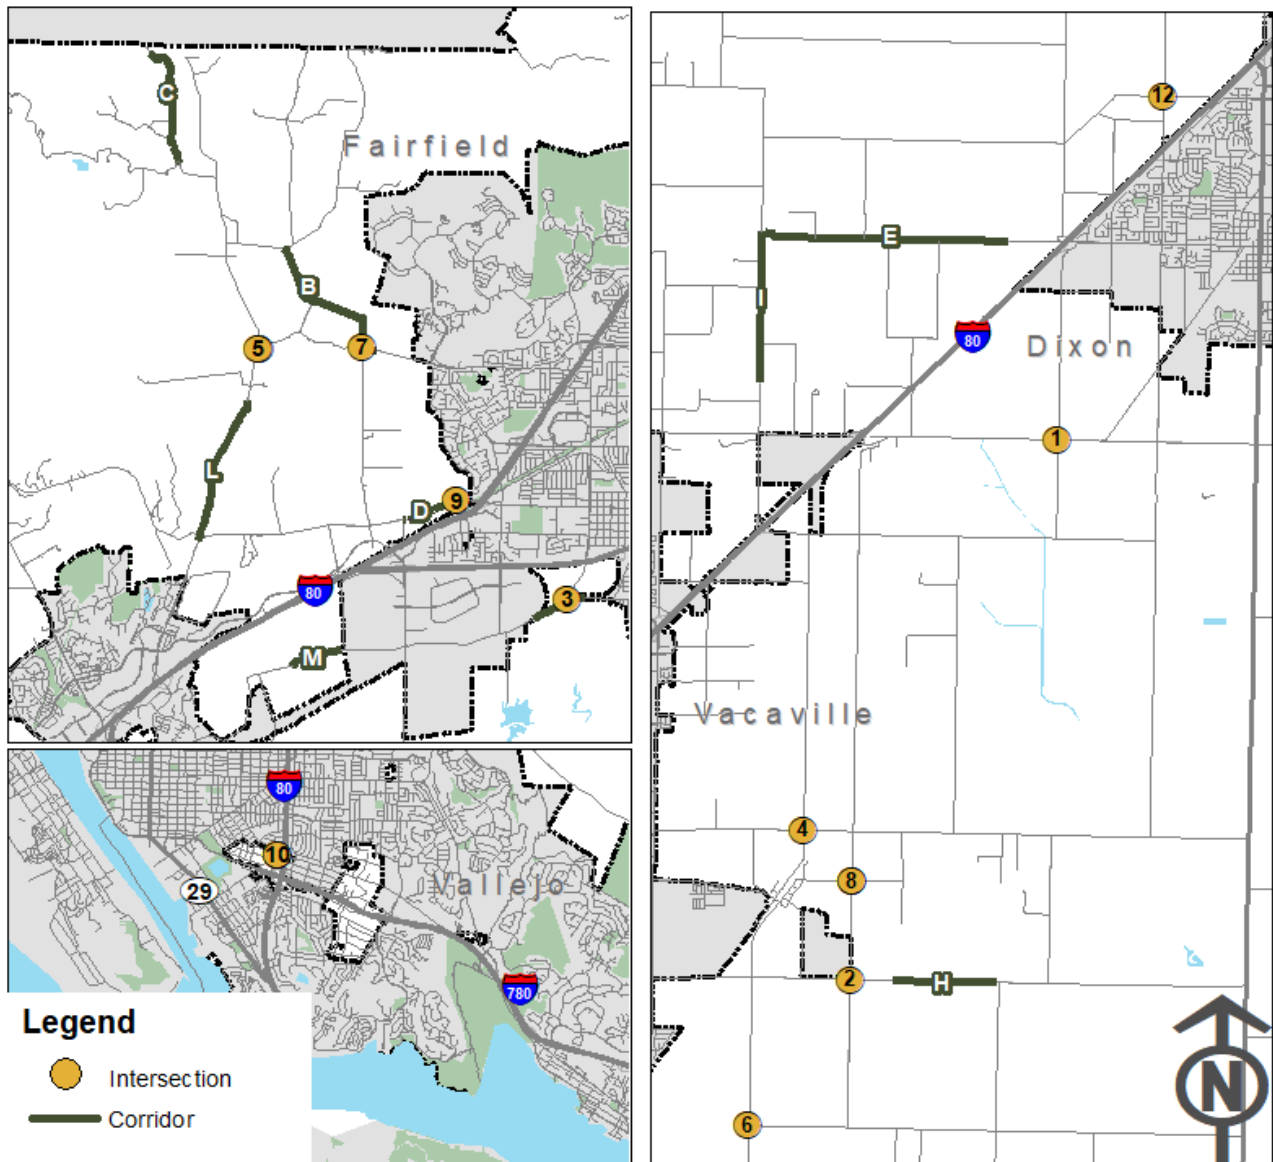 C
Fairfield
B
5
7
L
D
9
80
3
M
12
E
I
80
Dixon
1
Vacaville
4
8
2
H
6
N
80
10
29
Vallejo
780
Legend
Intersection
Corridor